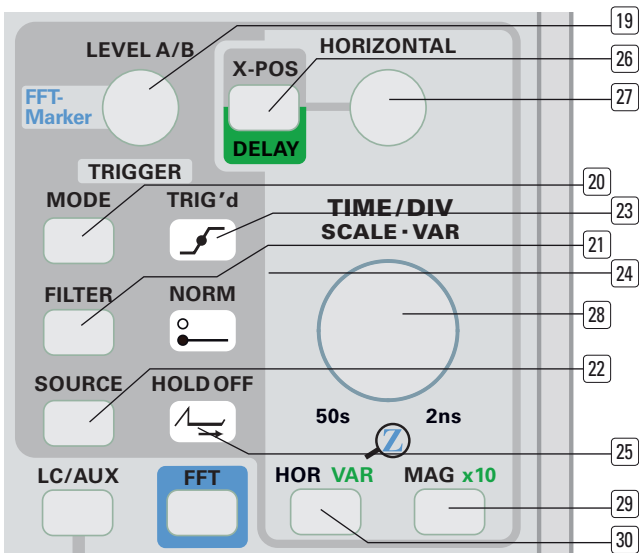 19
LEVEL A/B
HORIZONTAL
26
X-POS
FFT-
Marker
27
DELAY
TRIGGER
MODE
TRIG'd
20
TIME/DIV
23
SCALE · VAR
21
24
FILTER
NORM
28
22
SOURCE
HOLD OFF
50s
2ns
Z
25
LC/AUX
FFT
HOR VAR
MAG x10
29
30